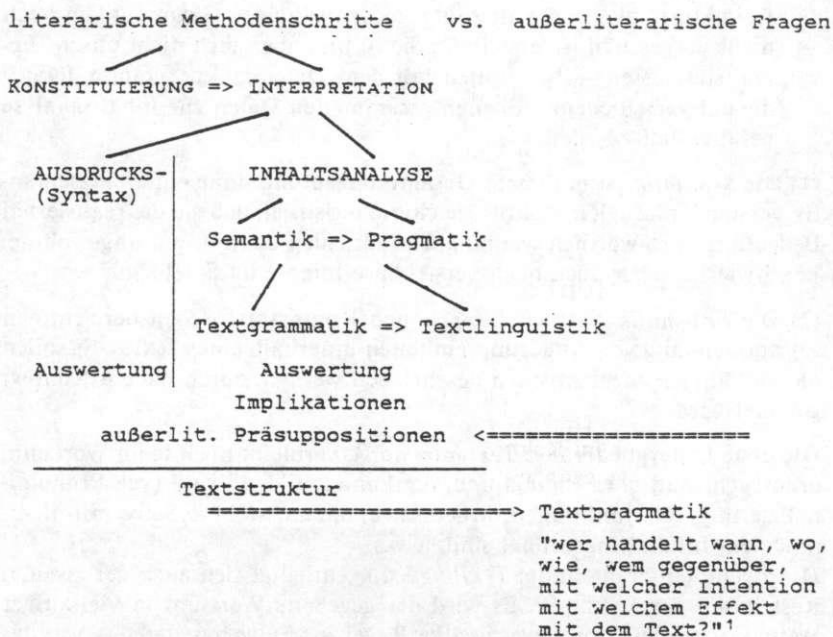 literarische Methodenschritte vs. außerliterarische Fragen
KONSTITUIERUNG => INTERPRETATION
AUSDRUCKS- INHALTSANALYSE
(Syntax)
Semantik => Pragmatik
Textgrammatik => Textlinguistik
Auswertung Auswertung
Implikationen
außerlit. Präsuppositionen <===================
Textstruktur
======================> Textpragmatik
"wer handelt wann, wo,
wie, wem gegenüber,
mit welcher Intention
mit welchem Effekt
mit dem Text?"¹